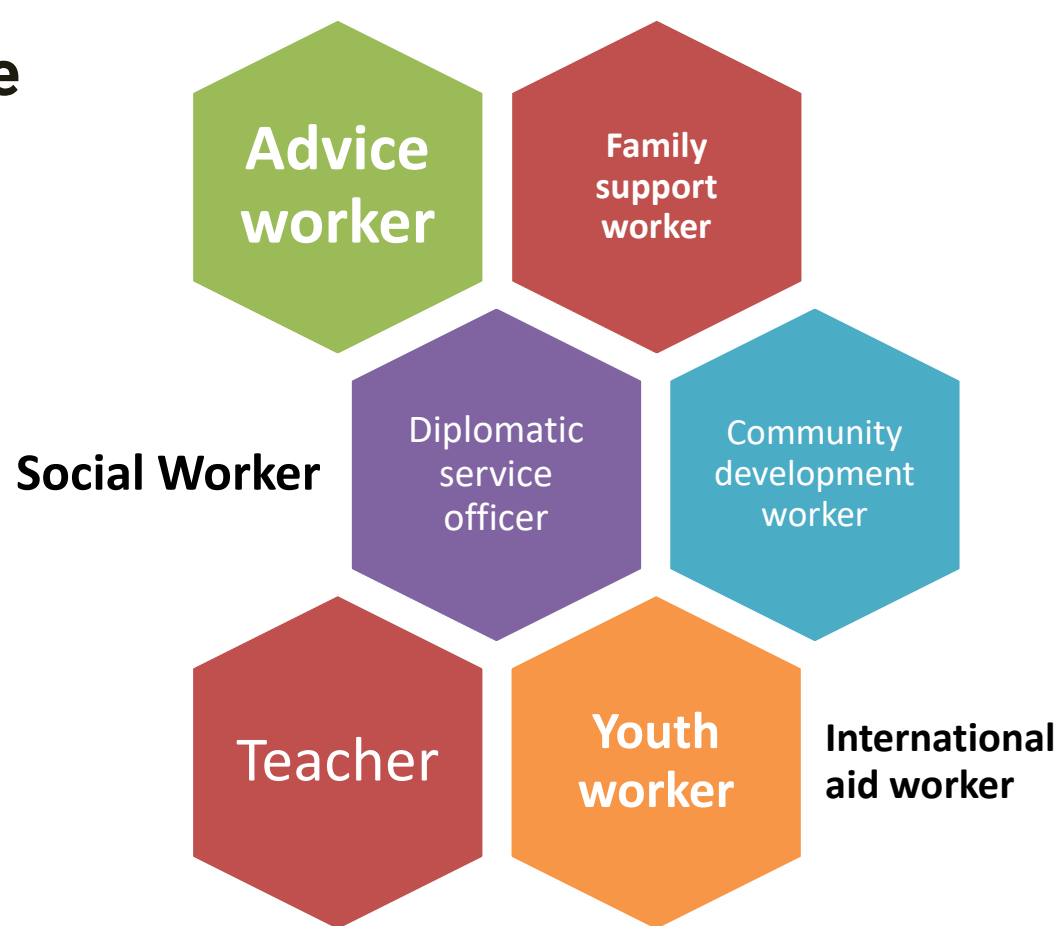 e
Advice
worker
Family
support
worker
Social Worker
Diplomatic
service
officer
Community
development
worker
Teacher
Youth
worker
International
aid worker